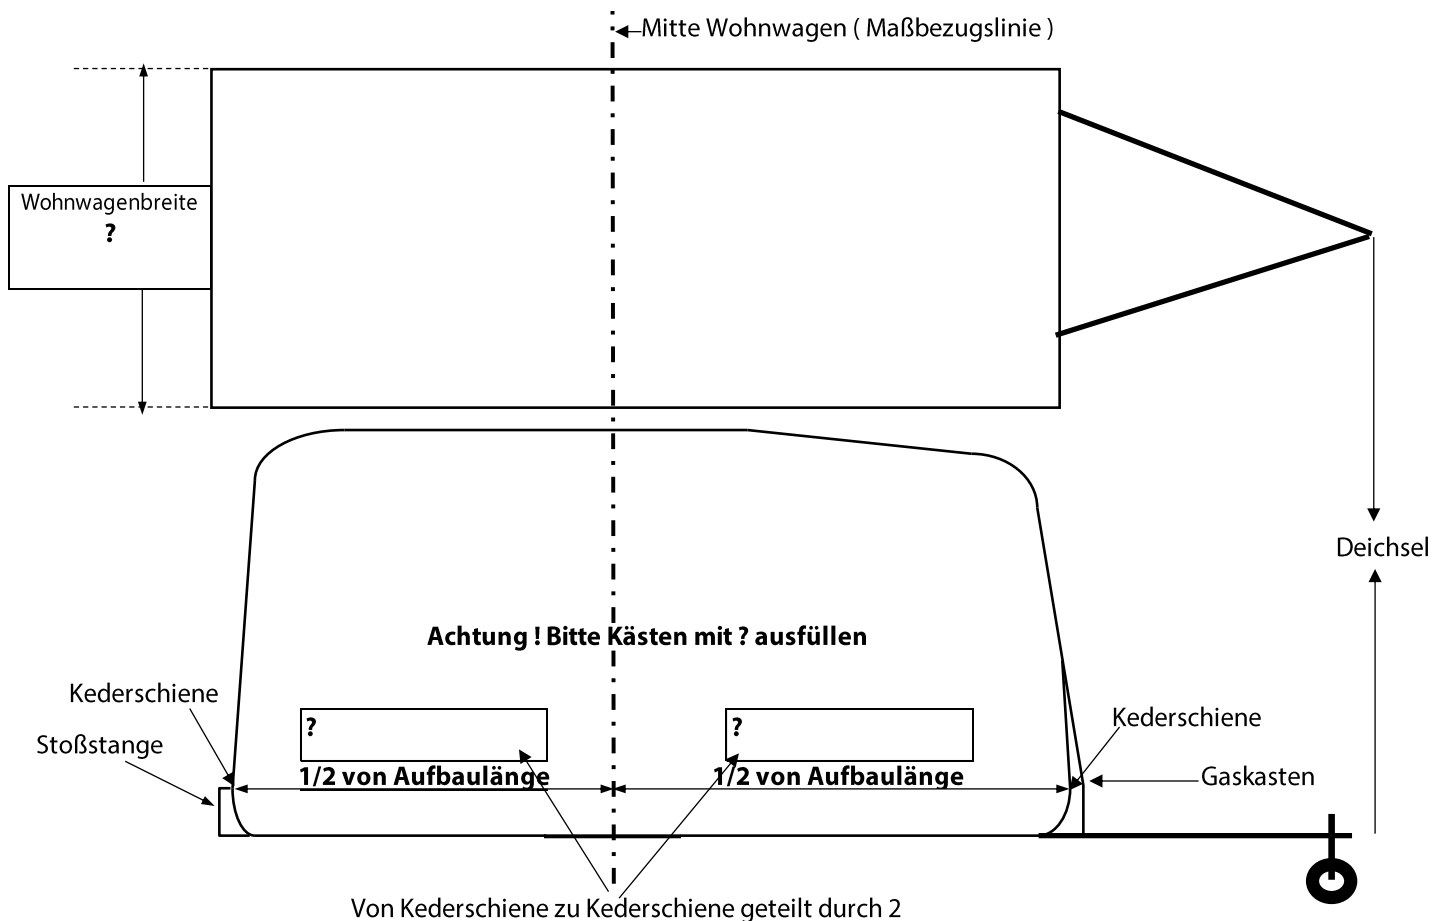 Mitte Wohnwagen ( Maßbezugslinie )
Wohnwagenbreite
?
Deichsel
Achtung ! Bitte Kästen mit ? ausfüllen
Kederschiene
Stoßstange
?
1/2 von Aufbaulänge
?
1/2 von Aufbaulänge
Kederschiene
Gaskasten
Von Kederschiene zu Kederschiene geteilt durch 2